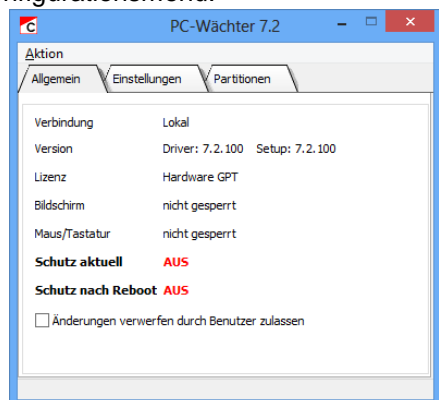 PC-Wächter 7.2
Aktion
Allgemein Einstellungen Partitionen
Verbindung Lokal
Version Driver: 7.2.100 Setup: 7.2.100
Lizenz Hardware GPT
Bildschirm nicht gesperrt
Maus/Tastatur nicht gesperrt
Schutz aktuell AUS
Schutz nach Reboot AUS
Änderungen verwerfen durch Benutzer zulassen